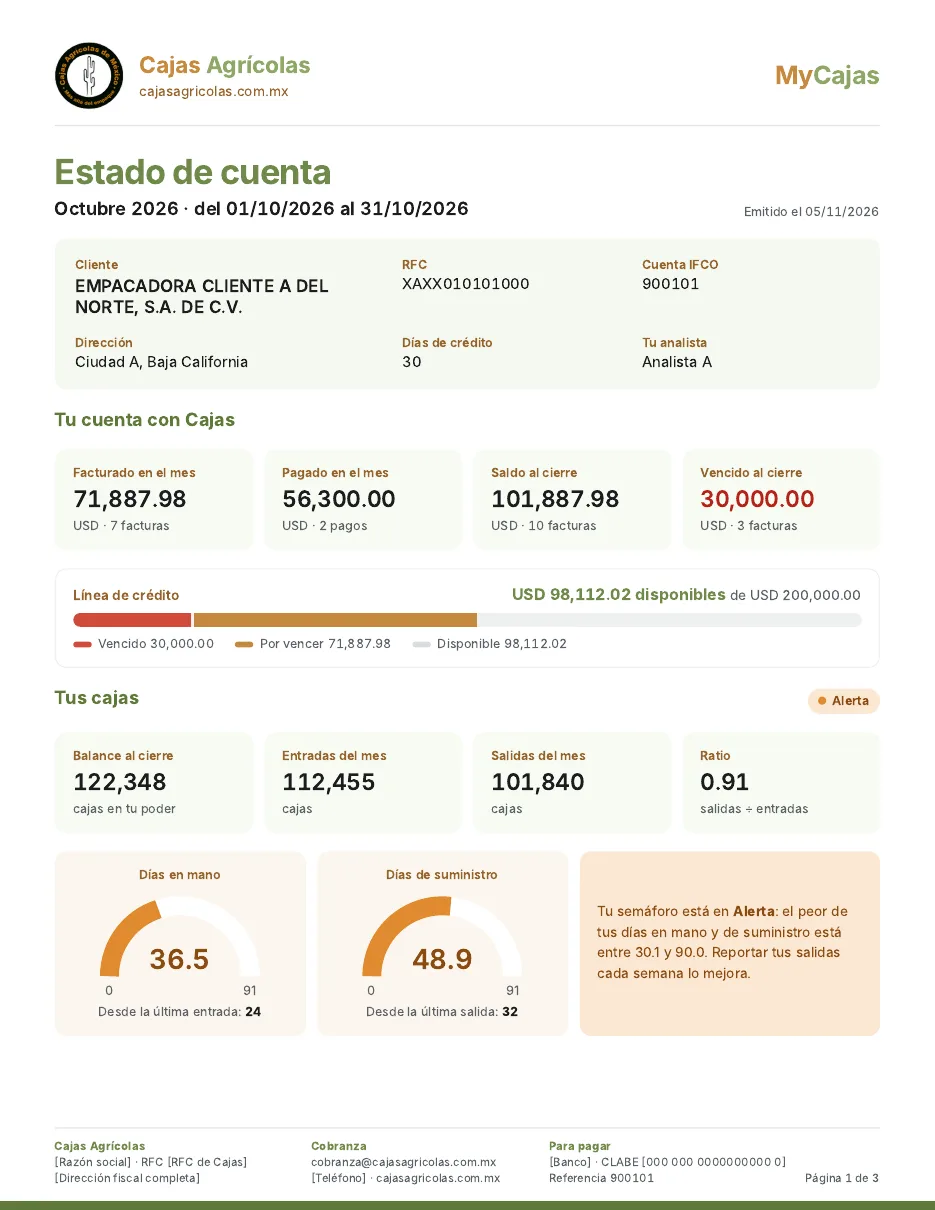 Cajas Agrícolas de México
Más allá del empaque
Cajas Agrícolas
cajasagricolas.com.mx
MyCajas
Estado de cuenta
Octubre 2026 · del 01/10/2026 al 31/10/2026
Emitido el 05/11/2026
Cliente
EMPACADORA CLIENTE A DEL
NORTE, S.A. DE C.V.
RFC
XAXX010101000
Cuenta IFCO
900101
Dirección
Ciudad A, Baja California
Días de crédito
30
Tu analista
Analista A
Tu cuenta con Cajas
Facturado en el mes
71,887.98
USD · 7 facturas
Pagado en el mes
56,300.00
USD · 2 pagos
Saldo al cierre
101,887.98
USD · 10 facturas
Vencido al cierre
30,000.00
USD · 3 facturas
Línea de crédito
USD 98,112.02 disponibles de USD 200,000.00
Vencido 30,000.00
Por vencer 71,887.98
Disponible 98,112.02
Tus cajas
Alerta
Balance al cierre
122,348
cajas en tu poder
Entradas del mes
112,455
cajas
Salidas del mes
101,840
cajas
Ratio
0.91
salidas ÷ entradas
Días en mano
36.5
0 91
Desde la última entrada: 24
Días de suministro
48.9
0 91
Desde la última salida: 32
Tu semáforo está en Alerta: el peor de
tus días en mano y de suministro está
entre 30.1 y 90.0. Reportar tus salidas
cada semana lo mejora.
Cajas Agrícolas
[Razón social] · RFC [RFC de Cajas]
[Dirección fiscal completa]
Cobranza
cobranza@cajasagricolas.com.mx
[Teléfono] · cajasagricolas.com.mx
Para pagar
[Banco] · CLABE [000 000 0000000000 0]
Referencia 900101
Página 1 de 3